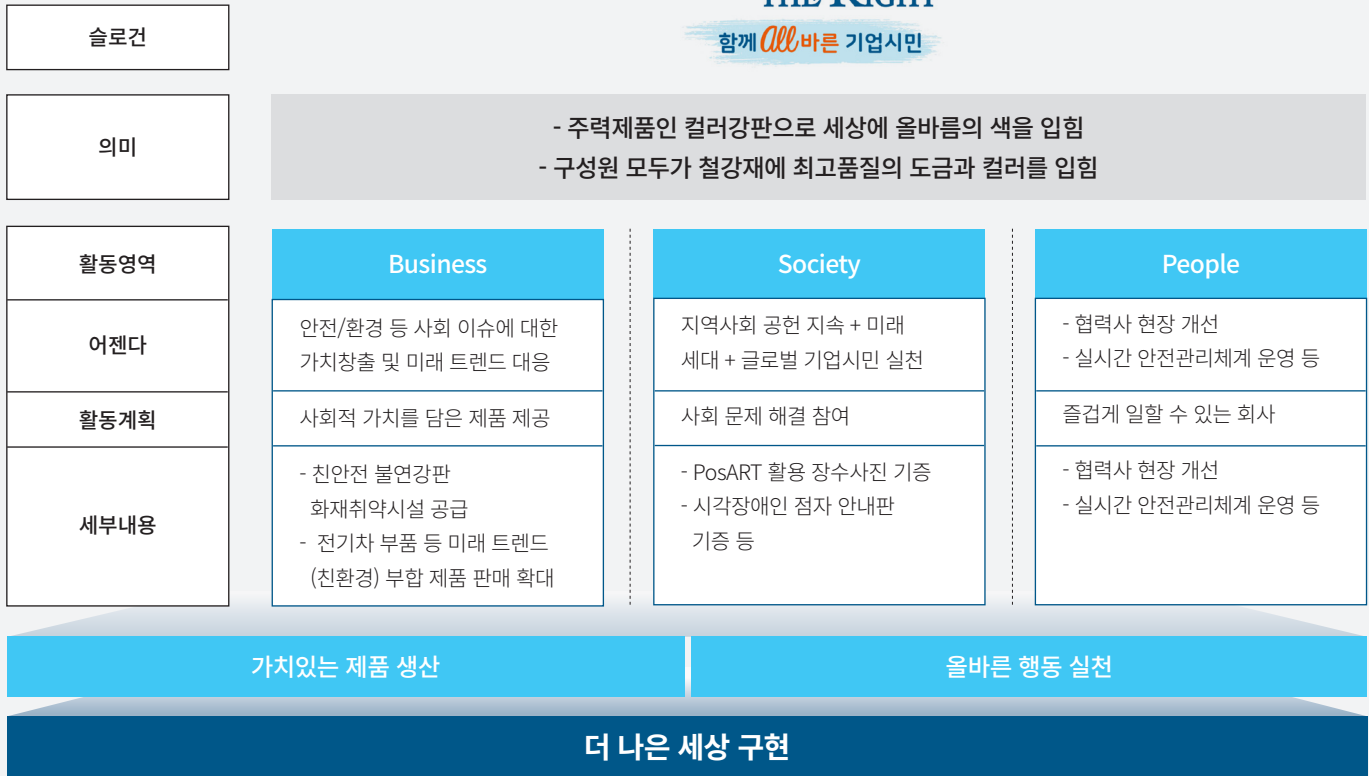 THE RIGHT
슬로건
함께 all 바른 기업시민
의미
- 주력제품인 컬러강판으로 세상에 올바름의 색을 입힘
- 구성원 모두가 철강재에 최고품질의 도금과 컬러를 입힘
활동영역
Business
Society
People
어젠다
안전/환경 등 사회 이슈에 대한
가치창출 및 미래 트렌드 대응
지역사회 공헌 지속 + 미래
세대 + 글로벌 기업시민 실천
- 협력사 현장 개선
- 실시간 안전관리체계 운영 등
활동계획
사회적 가치를 담은 제품 제공
사회 문제 해결 참여
즐겁게 일할 수 있는 회사
세부내용
- 친안전 불연강판
화재취약시설 공급
- 전기차 부품 등 미래 트렌드
(친환경) 부합 제품 판매 확대
- PosART 활용 장수사진 기증
- 시각장애인 점자 안내판
기증 등
- 협력사 현장 개선
- 실시간 안전관리체계 운영 등
가치있는 제품 생산
올바른 행동 실천
더 나은 세상 구현